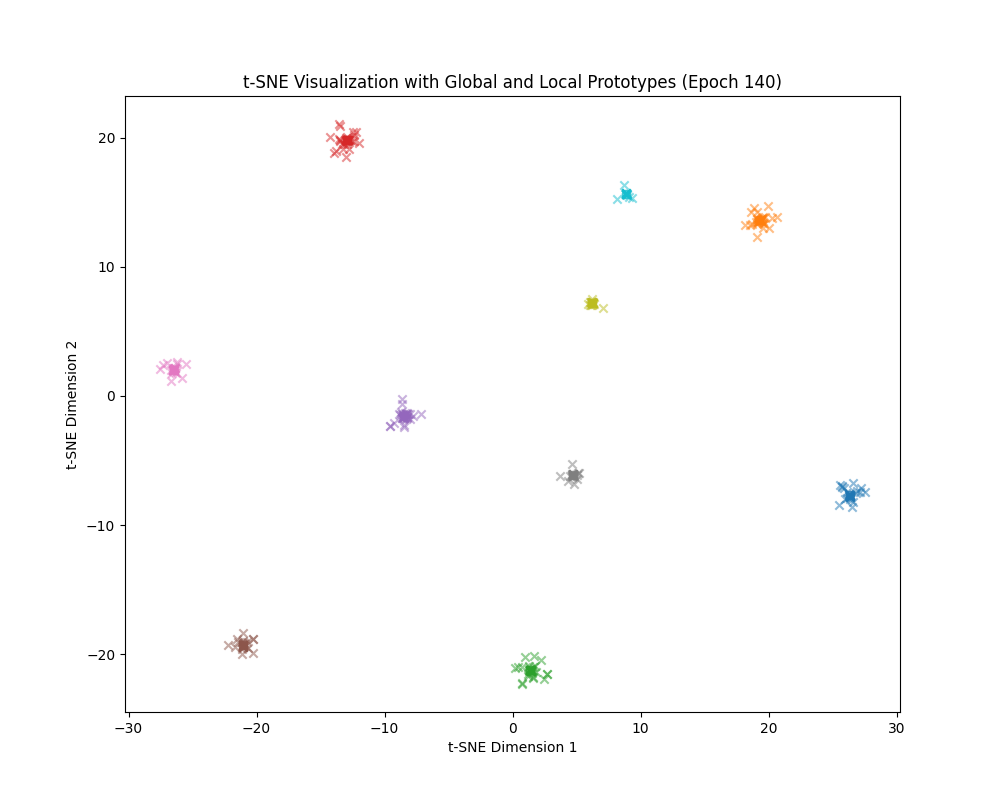 t-SNE Visualization with Global and Local Prototypes (Epoch 140)
20
10
0
−10
−20
t-SNE Dimension 2
−30 −20 −10 0 10 20 30
t-SNE Dimension 1